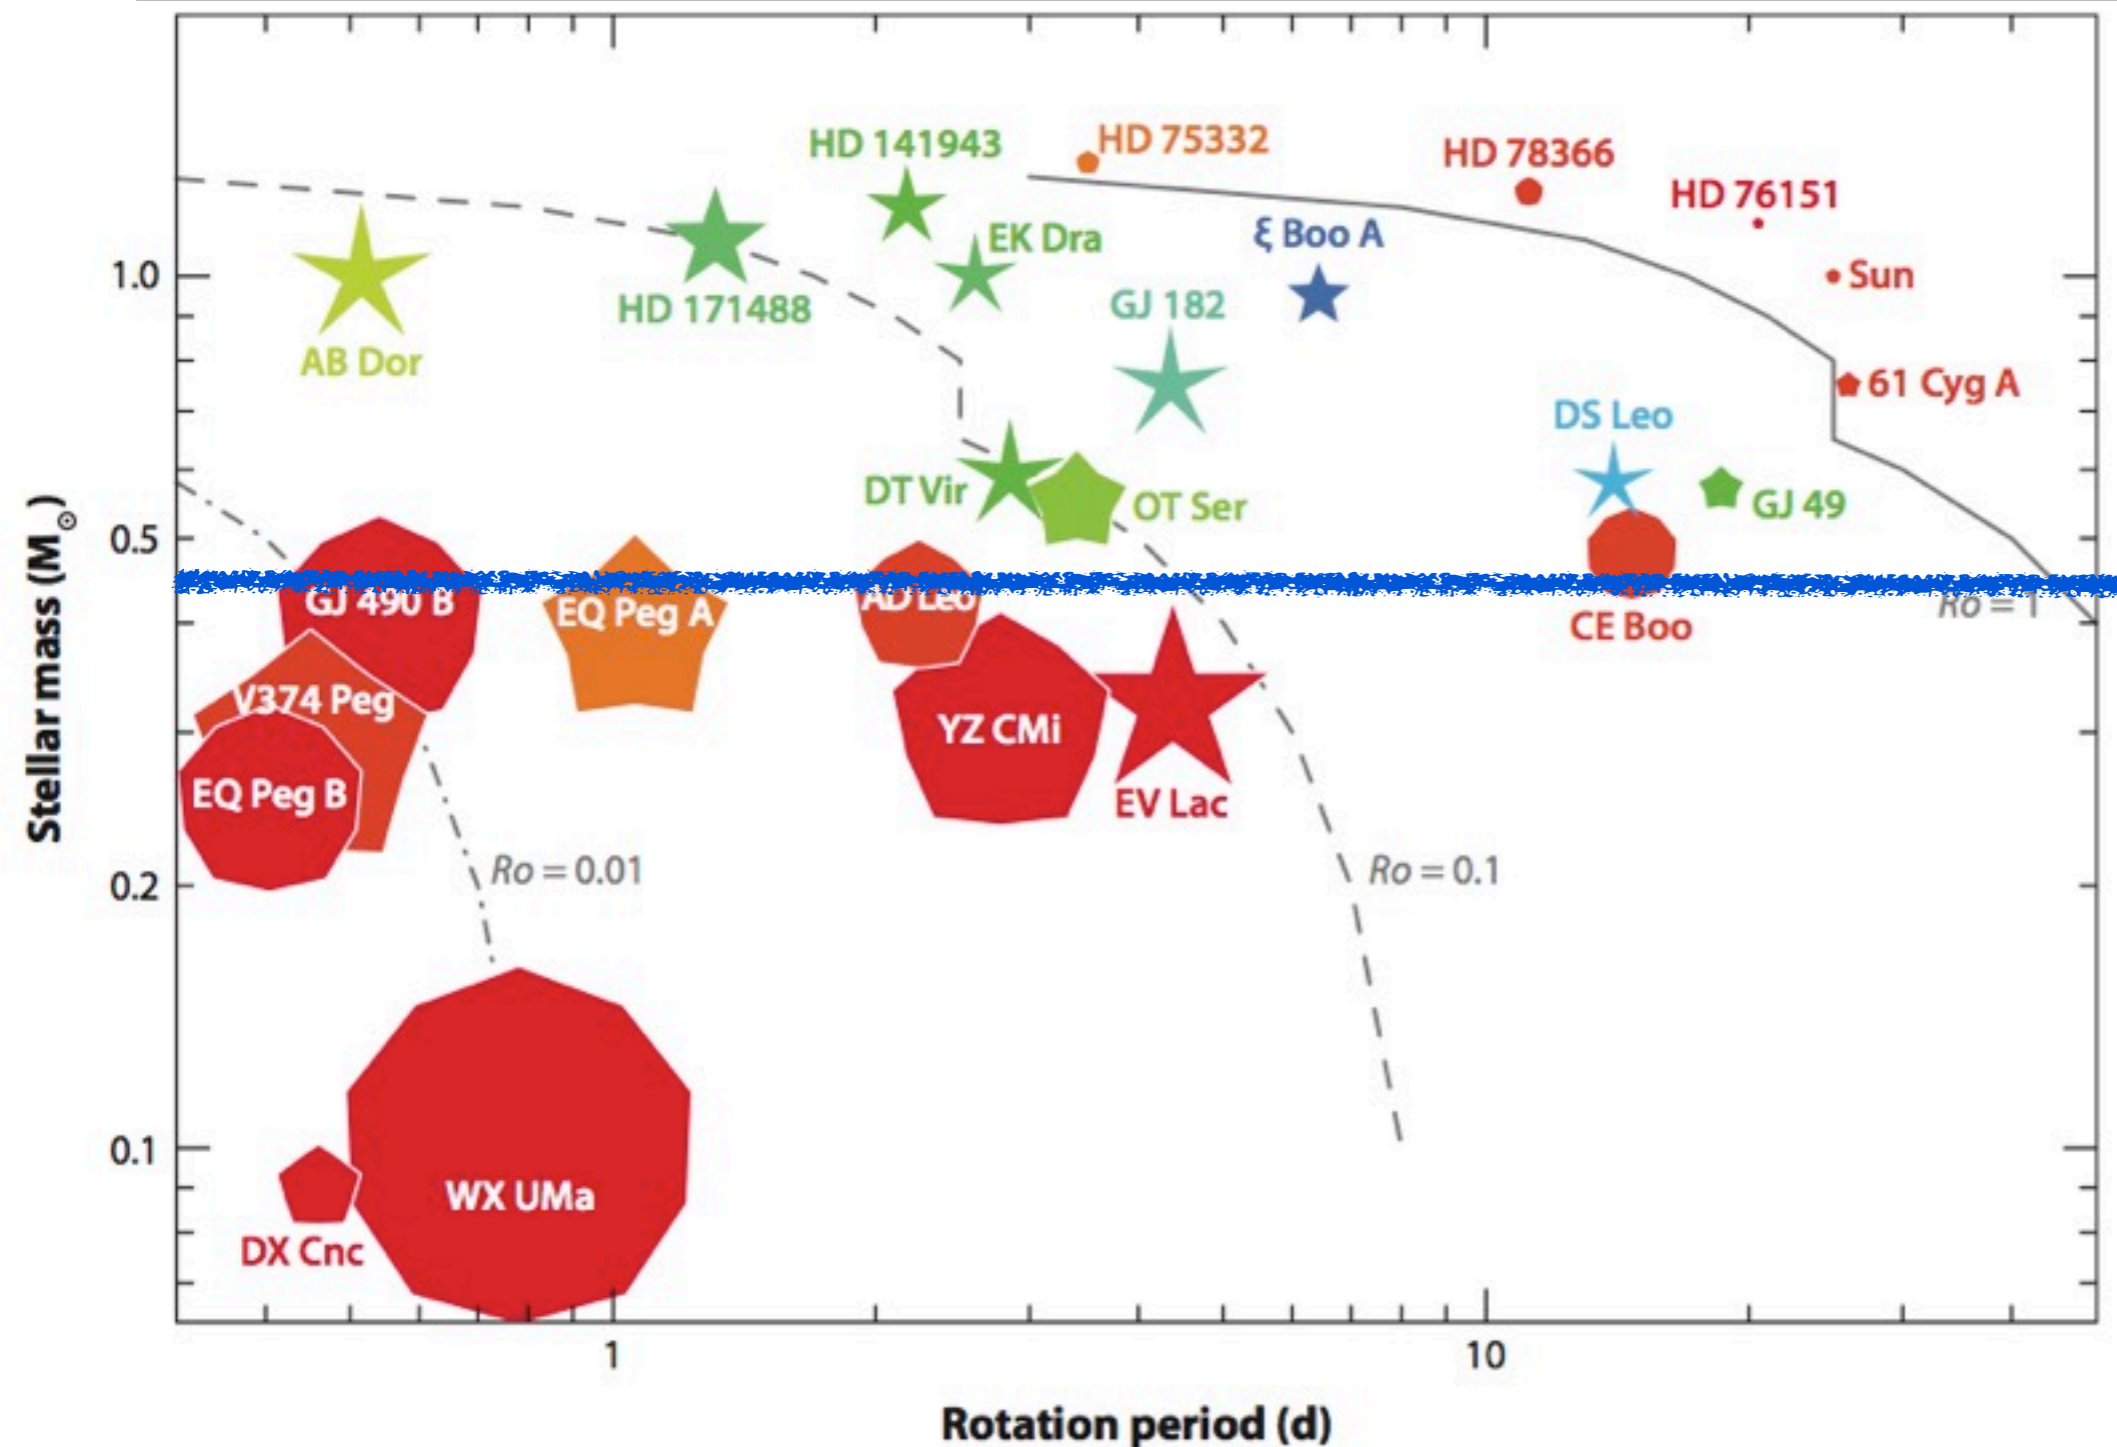 HD 141943
HD 75332
HD 78366
HD 76151
EK Dra
ξ Boo A
1.0
Sun
HD 171488
GJ 182
AB Dor
61 Cyg A
DS Leo
DT Vir
OT Ser
GJ 49
0.5
GJ 490 B
EQ Peg A
AD Leo
Ro = 1
CE Boo
V374 Peg
YZ CMi
EQ Peg B
EV Lac
0.2
Ro = 0.01
Ro = 0.1
0.1
WX UMa
DX Cnc
1
10
Rotation period (d)
Stellar mass (M☉)